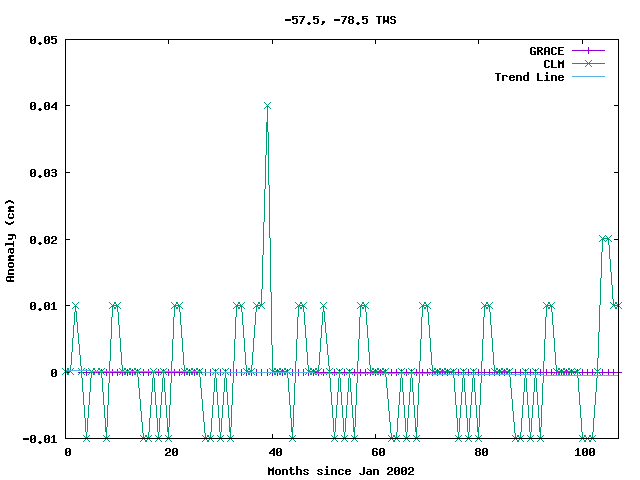 -57.5, -78.5 TWS
GRACE
CLM
Trend Line
0.05
0.04
0.03
0.02
0.01
0
-0.01
Anomaly (cm)
0 20 40 60 80 100
Months since Jan 2002